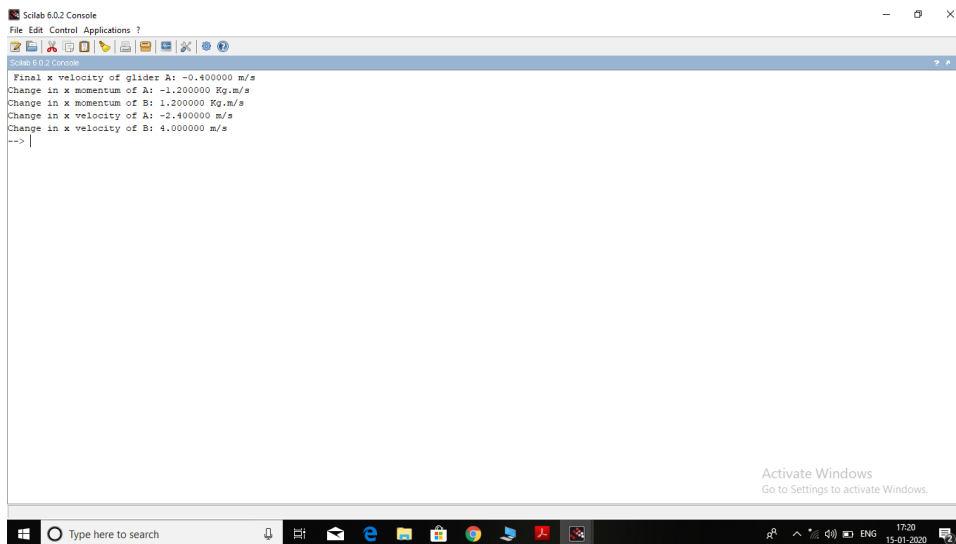 Scilab 6.0.2 Console
File Edit Control Applications ?
Scilab 6.0.2 Console
Final x velocity of glider A: -0.400000 m/s
Change in x momentum of A: -1.200000 Kg.m/s
Change in x momentum of B: 1.200000 Kg.m/s
Change in x velocity of A: -2.400000 m/s
Change in x velocity of B: 4.000000 m/s
-->
Activate Windows
Go to Settings to activate Windows.
Type here to search
ENG
17:20
15-01-2020
2